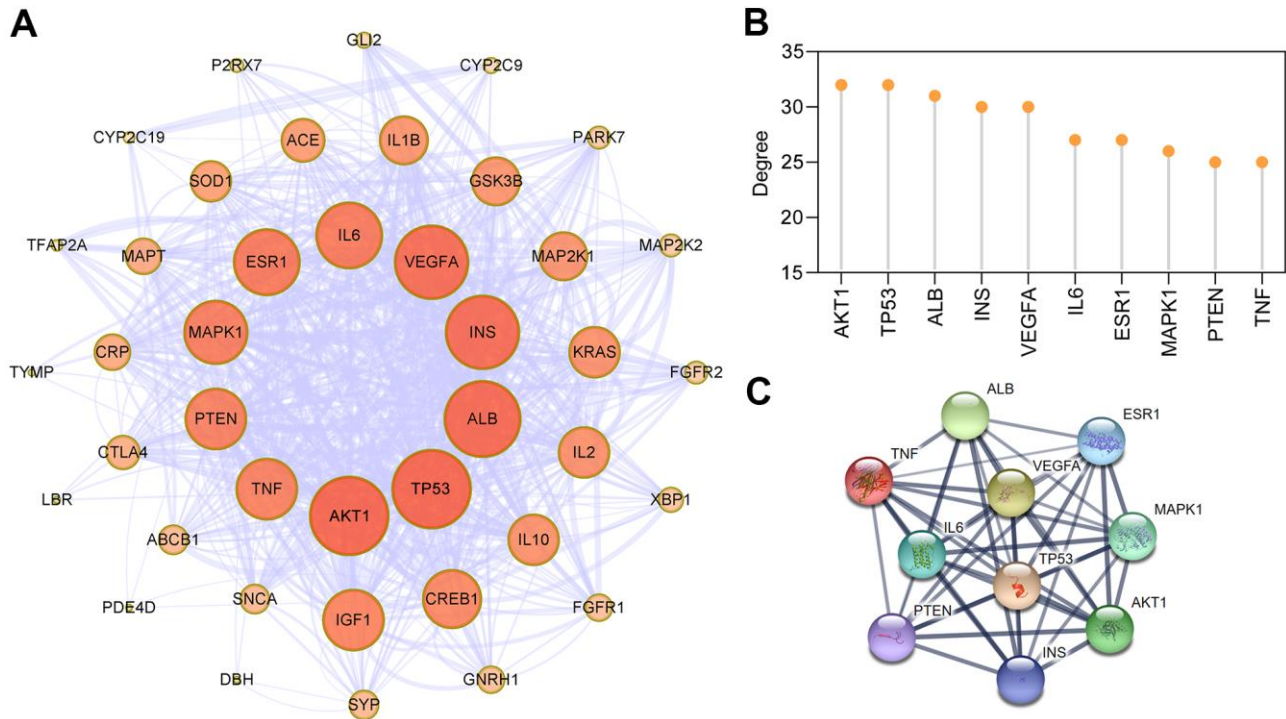 A
GLI2
P2RX7
CYP2C9
CYP2C19
PARK7
ACE
IL1B
SOD1
GSK3B
TFAP2A
MAPT
IL6
VEGFA
ESR1
MAP2K1
MAP2K2
MAPK1
INS
CRP
KRAS
TYMP
FGFR2
PTEN
ALB
CTLA4
IL2
LBR
TNF
TP53
XBP1
AKT1
ABCB1
IL10
PDE4D
SNCA
IGF1
CREB1
FGFR1
DBH
SYP
GNRH1
B
35
30
25
20
15
Degree
AKT1
TP53
ALB
INS
VEGFA
IL6
ESR1
MAPK1
PTEN
TNF
C
ALB
ESR1
TNF
VEGFA
MAPK1
IL6
TP53
AKT1
PTEN
INS